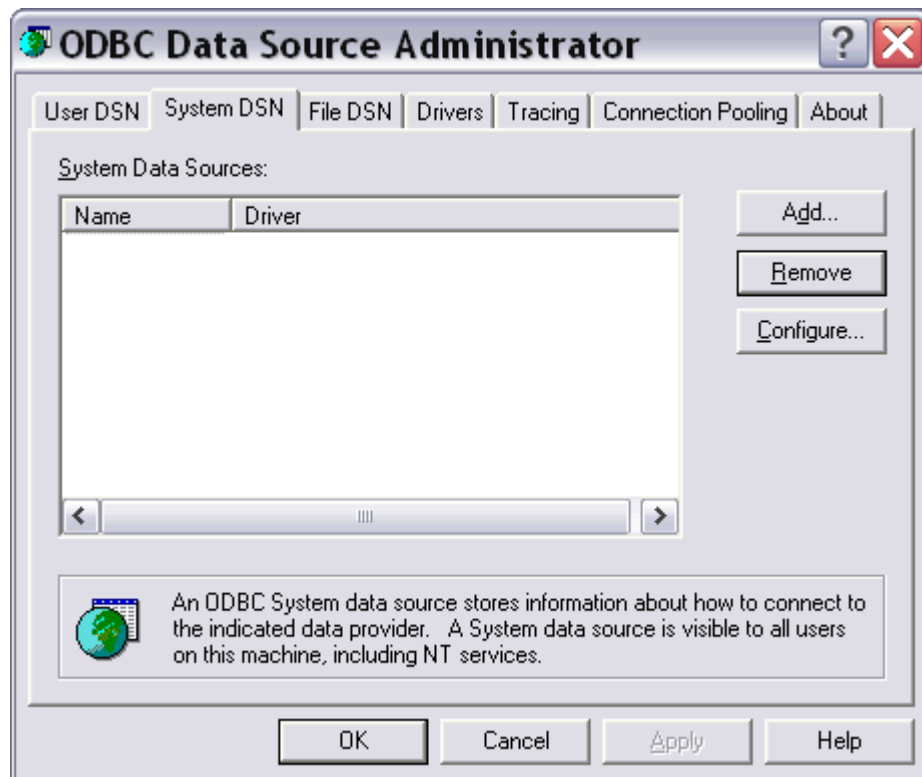 ODBC Data Source Administrator
User DSN System DSN File DSN Drivers Tracing Connection Pooling About
System Data Sources:
Name Driver
Add...
Remove
Configure...
An ODBC System data source stores information about how to connect to
the indicated data provider. A System data source is visible to all users
on this machine, including NT services.
OK Cancel Apply Help